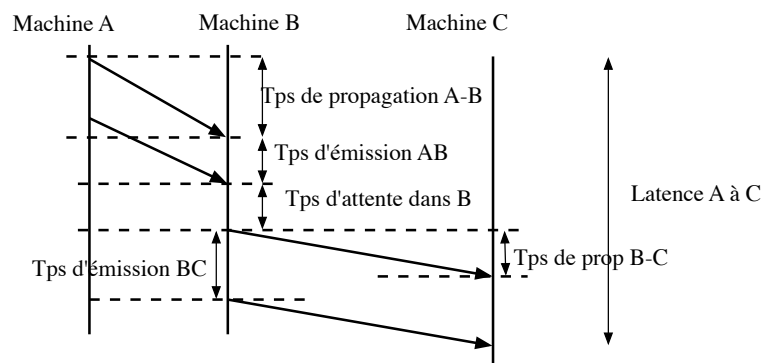 Machine A
Machine B
Machine C
Tps de propagation A-B
Tps d'émission AB
Tps d'attente dans B
Latence A à C
Tps d'émission BC
Tps de prop B-C